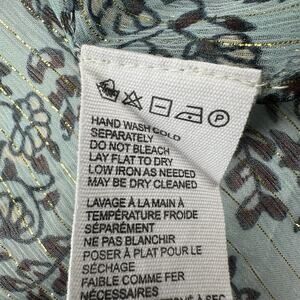 HAND WASH COLD
SEPARATELY
DO NOT BLEACH
LAY FLAT TO DRY
LOW IRON AS NEEDED
MAY BE DRY CLEANED
LAVAGE À LA MAIN À
TEMPÉRATURE FROIDE
SÉPARÉMENT
NE PAS BLANCHIR
POSER À PLAT POUR LE
SÉCHAGE
FAIBLE COMME FER
BESOIN